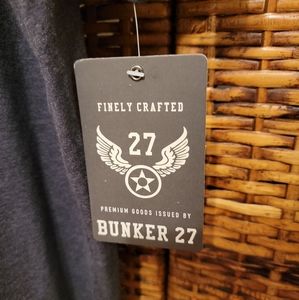 FINELY CRAFTED
27
PREMIUM GOODS ISSUED BY
BUNKER 27